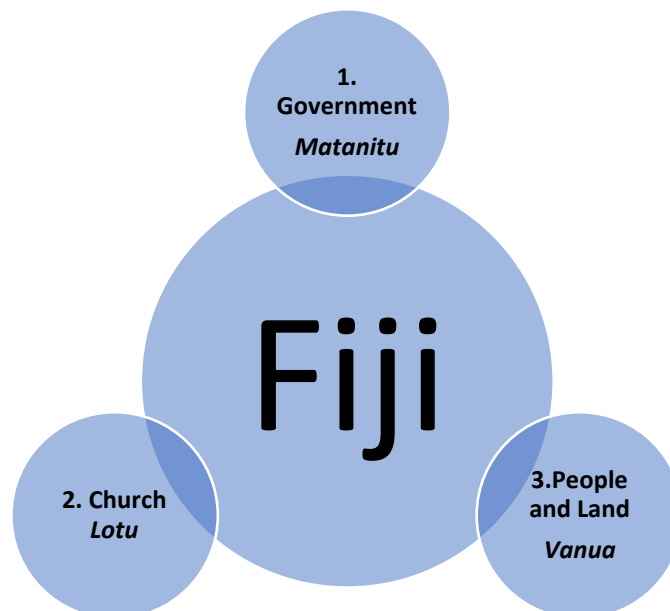 1.
Government
Matanitu
Fiji
2. Church
Lotu
3.People
and Land
Vanua